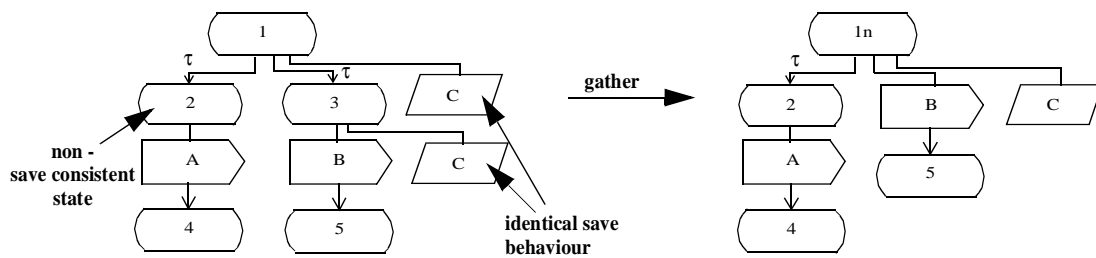 1
τ
τ
2
3
C
non -
save consistent
state
A
B
C
4
5
identical save
behaviour
gather
1n
τ
2
B
C
A
5
4